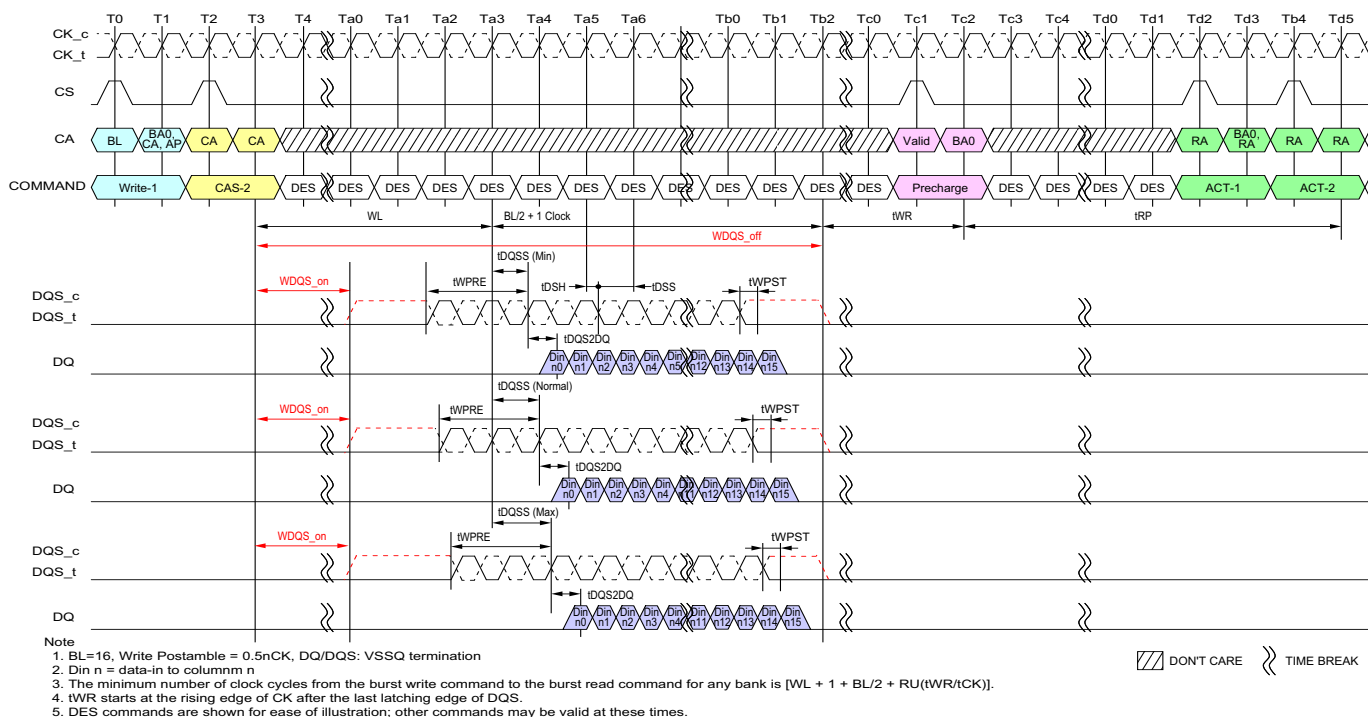 T0 T1 T2 T3 T4 Ta0 Ta1 Ta2 Ta3 Ta4 Ta5 Ta6 Tb0 Tb1 Tb2 Tc0 Tc1 Tc2 Tc3 Tc4 Td0 Td1 Td2 Td3 Tb4 Td5
CK_c
CK_t
CS
CA BL BA0, CA, AP CA CA Valid BA0 RA BA0, RA RA RA
COMMAND Write-1 CAS-2 DES DES DES DES DES DES DES DES DES DES DES DES DES Precharge DES DES DES DES ACT-1 ACT-2
WL BL/2 + 1 Clock tWR tRP
WDQS_off
tDQSS (Min)
WDQS_on tWPRE tDSH tDSS tWPST
DQS_c
DQS_t
tDQS2DQ
DQ Din n0 Din n1 Din n2 Din n3 Din n4 Din n5 Din n12 Din n13 Din n14 Din n15
tDQSS (Normal)
WDQS_on tWPRE tWPST
DQS_c
DQS_t
tDQS2DQ
DQ Din n0 Din n1 Din n2 Din n3 Din n4 Din n11 Din n12 Din n13 Din n14 Din n15
tDQSS (Max)
WDQS_on tWPRE tWPST
DQS_c
DQS_t
tDQS2DQ
DQ Din n0 Din n1 Din n2 Din n3 Din n4 Din n11 Din n12 Din n13 Din n14 Din n15
Note
1. BL=16, Write Postamble = 0.5nCK, DQ/DQS: VSSQ termination
2. Din n = data-in to columnm n
3. The minimum number of clock cycles from the burst write command to the burst read command for any bank is [WL + 1 + BL/2 + RU(tWR/tCK)].
4. tWR starts at the rising edge of CK after the last latching edge of DQS.
5. DES commands are shown for ease of illustration; other commands may be valid at these times.
DON'T CARE TIME BREAK